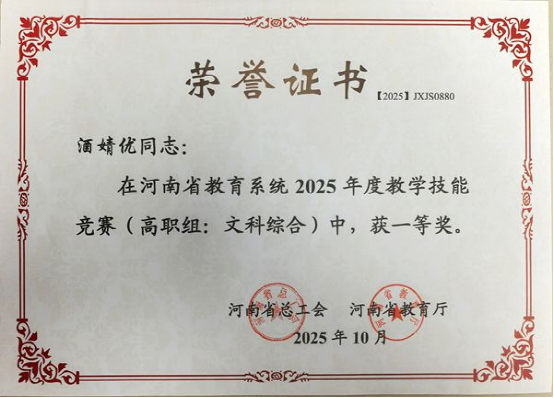 荣誉证书
【2025】JXJS0880
酒婧优同志：
在河南省教育系统2025年度教学技能
竞赛（高职组：文科综合）中，获一等奖。
河南省总工会 河南省教育厅
2025年10月